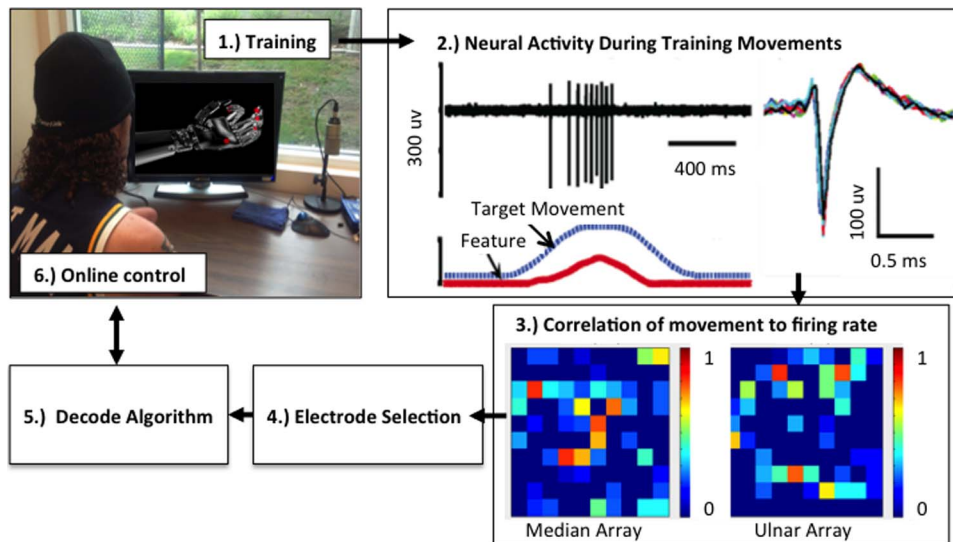 1.) Training
6.) Online control
2.) Neural Activity During Training Movements
300 uv
400 ms
Target Movement
Feature
100 uv
0.5 ms
3.) Correlation of movement to firing rate
1
0
Median Array
1
0
Ulnar Array
4.) Electrode Selection
5.) Decode Algorithm